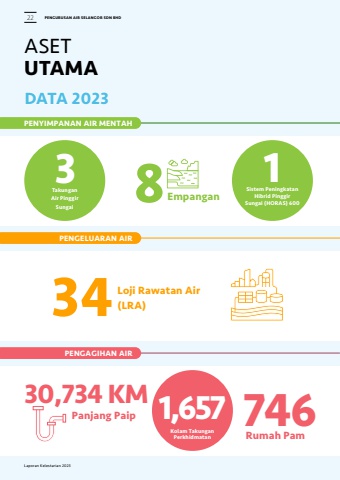 22
PENGURUSAN AIR SELANGOR SDN BHD
ASET
UTAMA
DATA 2023
PENYIMPANAN AIR MENTAH
3
Takungan
Air Pinggir
Sungai
8
Empangan
1
Sistem Peningkatan
Hibrid Pinggir
Sungai (HORAS) 600
PENGELUARAN AIR
34
Loji Rawatan Air
(LRA)
PENGAGIHAN AIR
30,734 KM
Panjang Paip
1,657
Kolam Takungan
Perkhidmatan
746
Rumah Pam
Laporan Kelestarian 2023